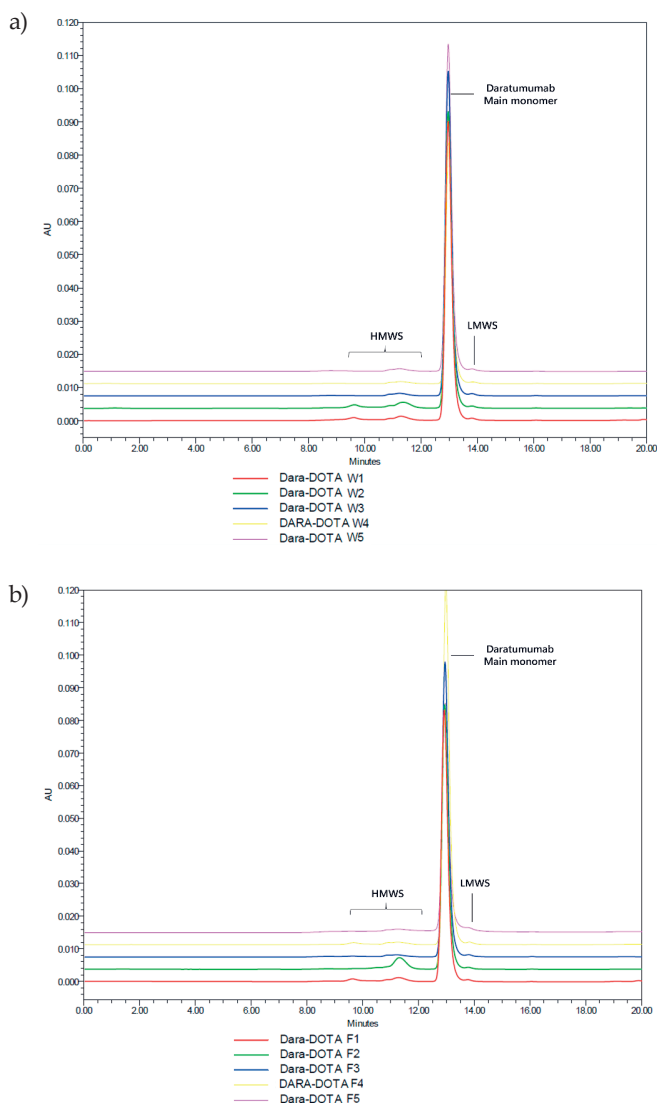 a)
0.120
0.110
0.100
0.090
0.080
0.070
0.060
0.050
0.040
0.030
0.020
0.010
0.000
AU
Daratumumab
Main monomer
HMWS
LMWS
0.00 2.00 4.00 6.00 8.00 10.00 12.00 14.00 16.00 18.00 20.00
Minutes
Dara-DOTA W1
Dara-DOTA W2
Dara-DOTA W3
DARA-DOTA W4
Dara-DOTA W5
b)
0.120
0.110
0.100
0.090
0.080
0.070
0.060
0.050
0.040
0.030
0.020
0.010
0.000
AU
Daratumumab
Main monomer
HMWS
LMWS
0.00 2.00 4.00 6.00 8.00 10.00 12.00 14.00 16.00 18.00 20.00
Minutes
Dara-DOTA F1
Dara-DOTA F2
Dara-DOTA F3
DARA-DOTA F4
Dara-DOTA F5